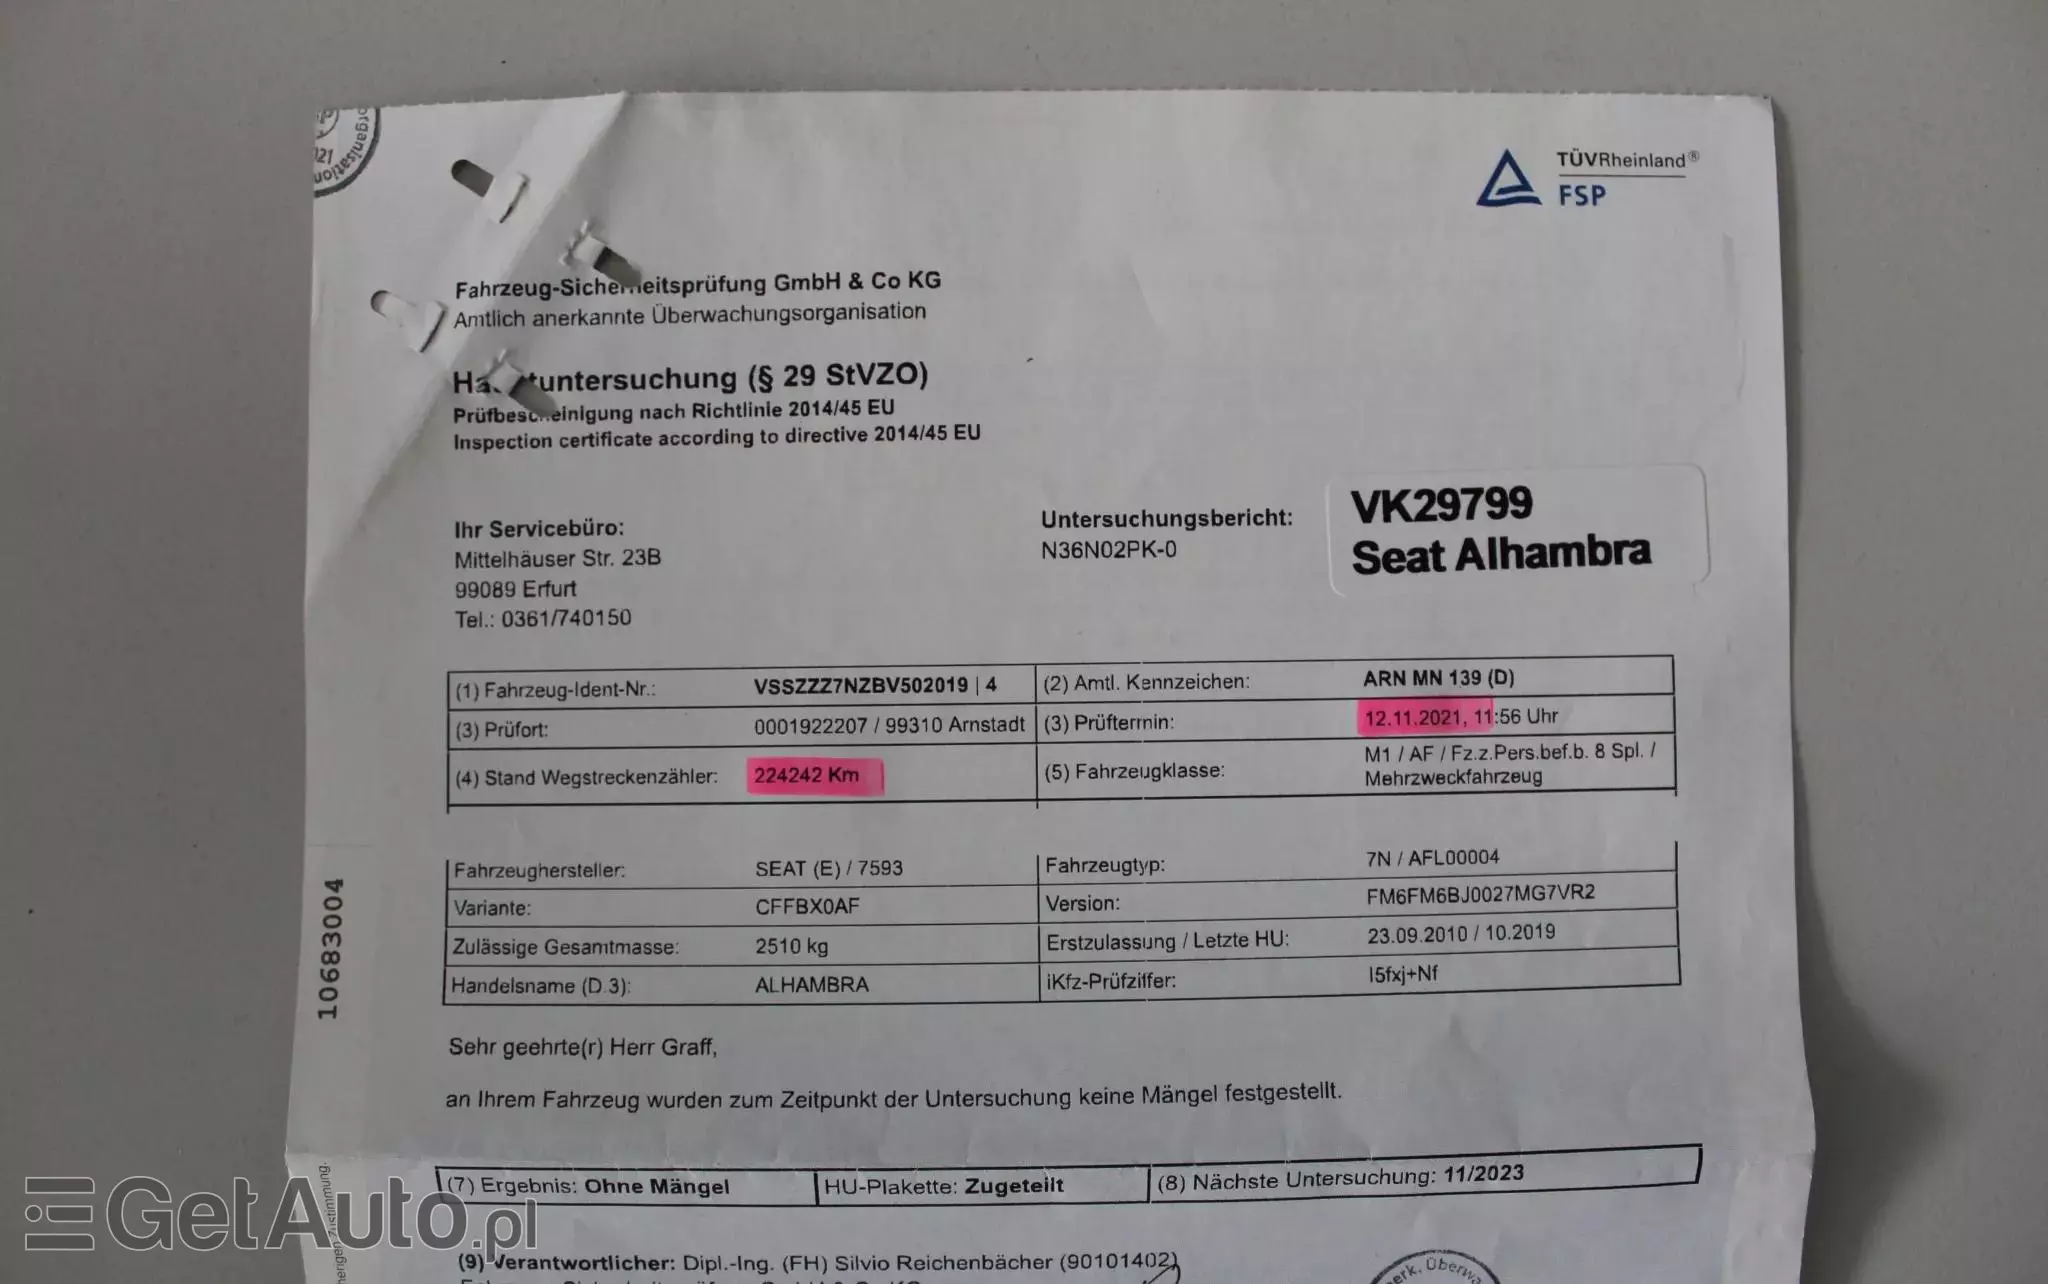 organisation
TÜVRheinland®
FSP
Fahrzeug-Sicherheitsprüfung GmbH & Co KG
Amtlich anerkannte Überwachungsorganisation
Hauptuntersuchung (§ 29 StVZO)
Prüfbescheinigung nach Richtlinie 2014/45 EU
Inspection certificate according to directive 2014/45 EU
VK29799
Seat Alhambra
Ihr Servicebüro:
Mittelhäuser Str. 23B
99089 Erfurt
Tel.: 0361/740150
Untersuchungsbericht:
N36N02PK-0
(1) Fahrzeug-Ident-Nr.: VSSZZZ7NZBV502019 | 4 (2) Amtl. Kennzeichen: ARN MN 139 (D)
(3) Prüfort: 0001922207 / 99310 Arnstadt (3) Prüftermin: 12.11.2021, 11:56 Uhr
(4) Stand Wegstreckenzähler: 224242 Km (5) Fahrzeugklasse: M1 / AF / Fz.z.Pers.bef.b. 8 Spl. /
Mehrzweckfahrzeug
Fahrzeughersteller: SEAT (E) / 7593 Fahrzeugtyp: 7N / AFL00004
Variante: CFFBX0AF Version: FM6FM6BJ0027MG7VR2
Zulässige Gesamtmasse: 2510 kg Erstzulassung / Letzte HU: 23.09.2010 / 10.2019
Handelsname (D.3): ALHAMBRA iKfz-Prüfziffer: I5fxj+Nf
10683004
Sehr geehrte(r) Herr Graff,
an Ihrem Fahrzeug wurden zum Zeitpunkt der Untersuchung keine Mängel festgestellt.
(7) Ergebnis: Ohne Mängel HU-Plakette: Zugeteilt (8) Nächste Untersuchung: 11/2023
(9) Verantwortlicher: Dipl.-Ing. (FH) Silvio Reichenbächer (90101402)
GetAuto.pl